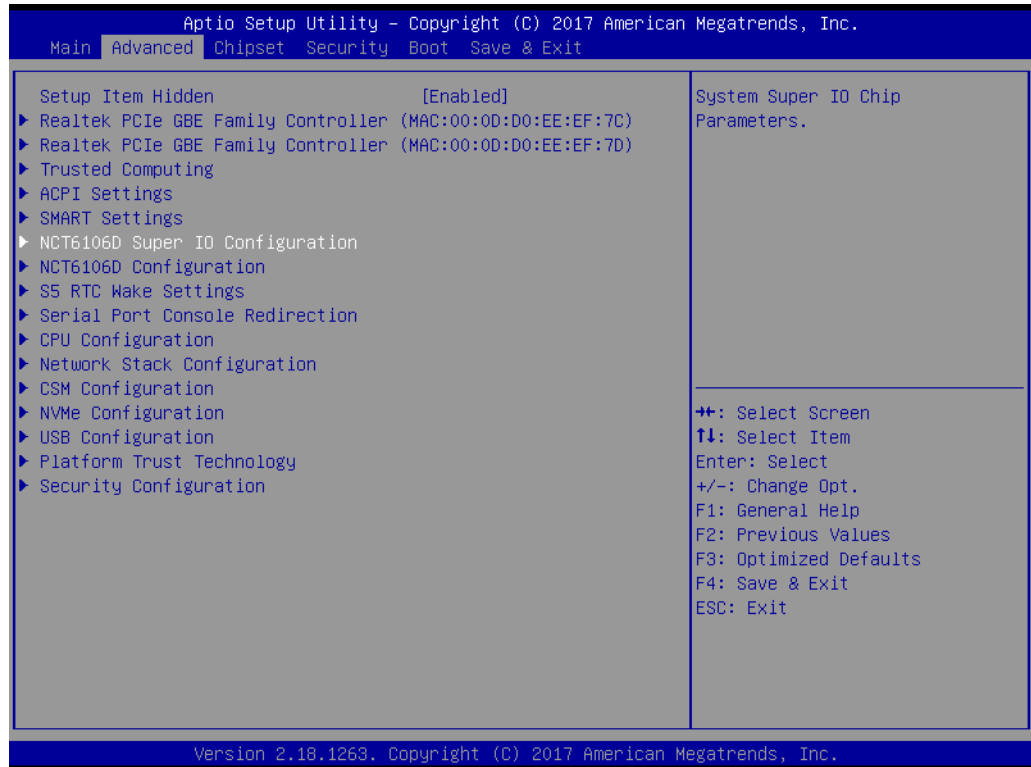 Aptio Setup Utility – Copyright (C) 2017 American Megatrends, Inc.
Main Advanced Chipset Security Boot Save & Exit
Setup Item Hidden [Enabled]
Realtek PCIe GBE Family Controller (MAC:00:0D:D0:EE:EF:7C)
Realtek PCIe GBE Family Controller (MAC:00:0D:D0:EE:EF:7D)
Trusted Computing
ACPI Settings
SMART Settings
NCT6106D Super IO Configuration
NCT6106D Configuration
S5 RTC Wake Settings
Serial Port Console Redirection
CPU Configuration
Network Stack Configuration
CSM Configuration
NVMe Configuration
USB Configuration
Platform Trust Technology
Security Configuration
System Super IO Chip
Parameters.
→←: Select Screen
↑↓: Select Item
Enter: Select
+/-: Change Opt.
F1: General Help
F2: Previous Values
F3: Optimized Defaults
F4: Save & Exit
ESC: Exit
Version 2.18.1263. Copyright (C) 2017 American Megatrends, Inc.